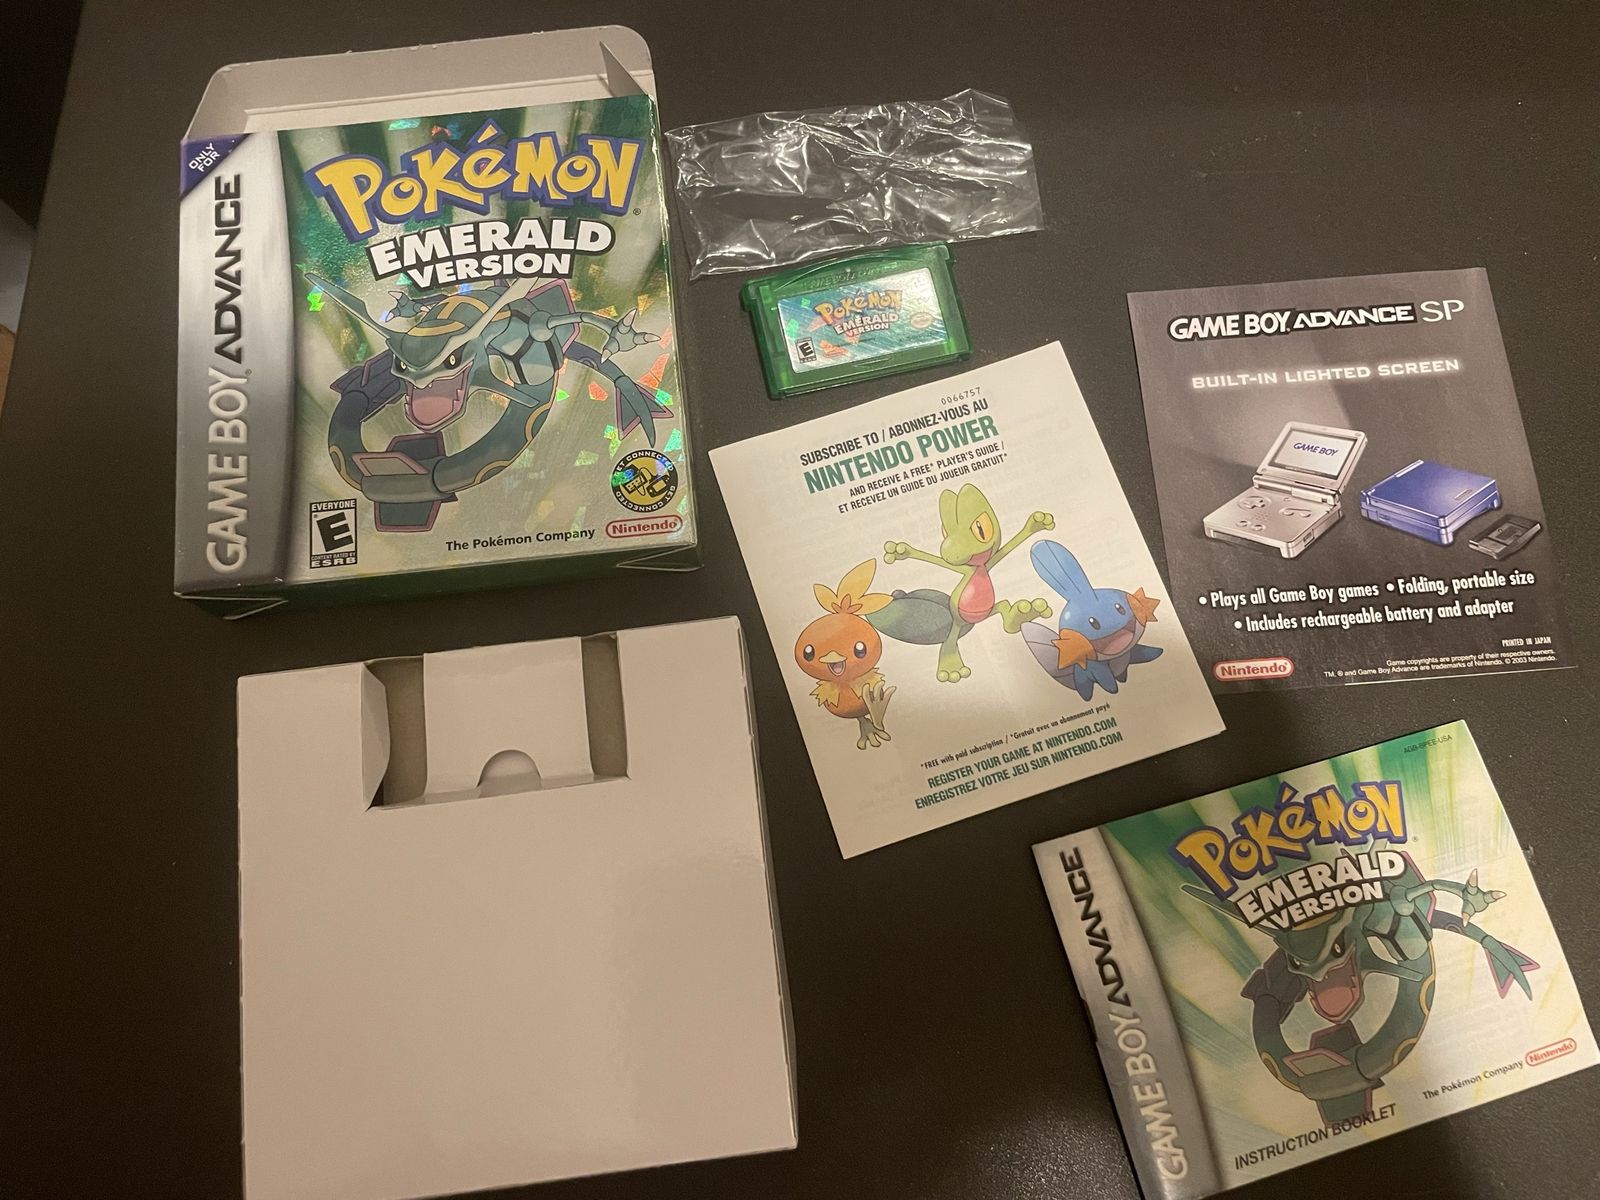 ONLY
FOR
GAME BOY ADVANCE
POKéMON®
EMERALD
VERSION
GET CONNECTED
GET CONNECTED
EVERYONE
E
CONTENT RATED BY
ESRB
The Pokémon Company
Nintendo®
POKéMON
EMERALD
VERSION
E
0066757
SUBSCRIBE TO / ABONNEZ-VOUS AU
NINTENDO POWER
AND RECEIVE A FREE* PLAYER'S GUIDE /
ET RECEVEZ UN GUIDE DU JOUEUR GRATUIT*
*FREE with paid subscription / *Gratuit avec un abonnement payé
REGISTER YOUR GAME AT NINTENDO.COM
ENREGISTREZ VOTRE JEU SUR NINTENDO.COM
GAME BOY ADVANCE SP
BUILT-IN LIGHTED SCREEN
GAME BOY
• Plays all Game Boy games • Folding, portable size
• Includes rechargeable battery and adapter
PRINTED IN JAPAN
Nintendo®
Game copyrights are property of their respective owners.
TM, ® and Game Boy Advance are trademarks of Nintendo. © 2003 Nintendo.
AGB-BPEE-USA
GAME BOY ADVANCE
POKéMON®
EMERALD
VERSION
The Pokémon Company
Nintendo®
INSTRUCTION BOOKLET